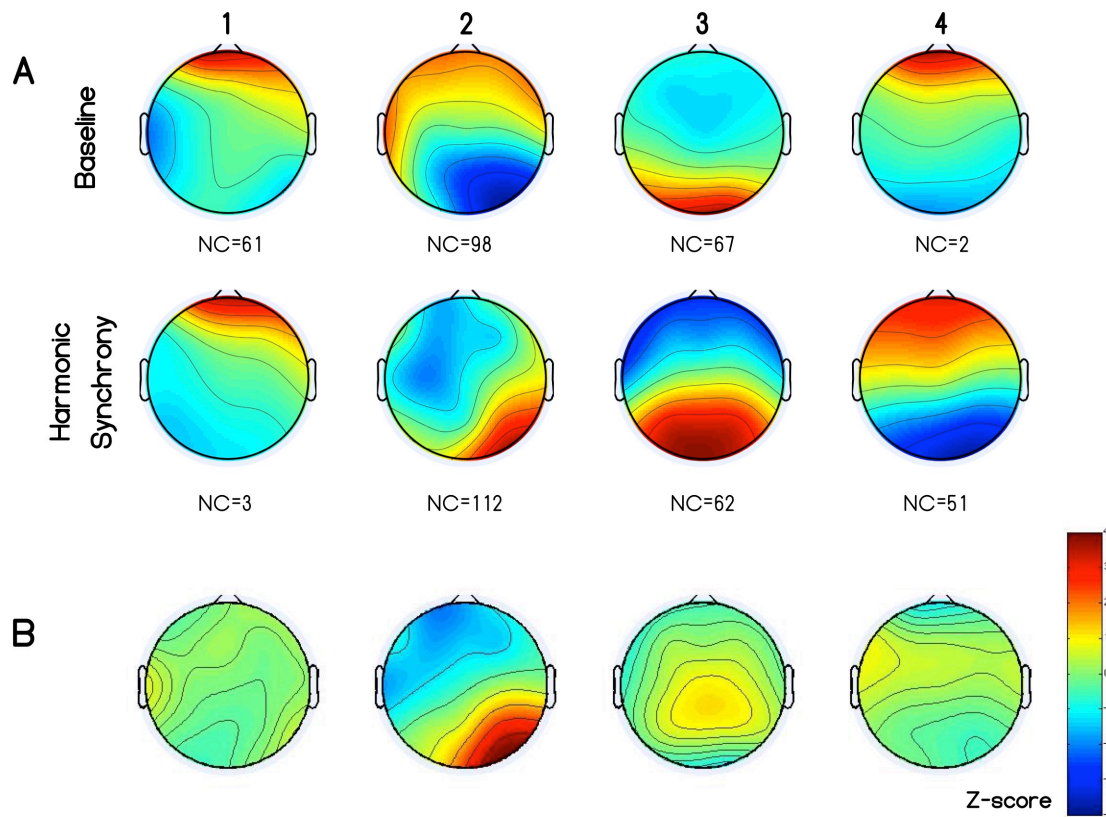 1 2 3 4
A
Baseline
NC=61 NC=98 NC=67 NC=2
Harmonic
Synchrony
NC=3 NC=112 NC=62 NC=51
B
Z-score